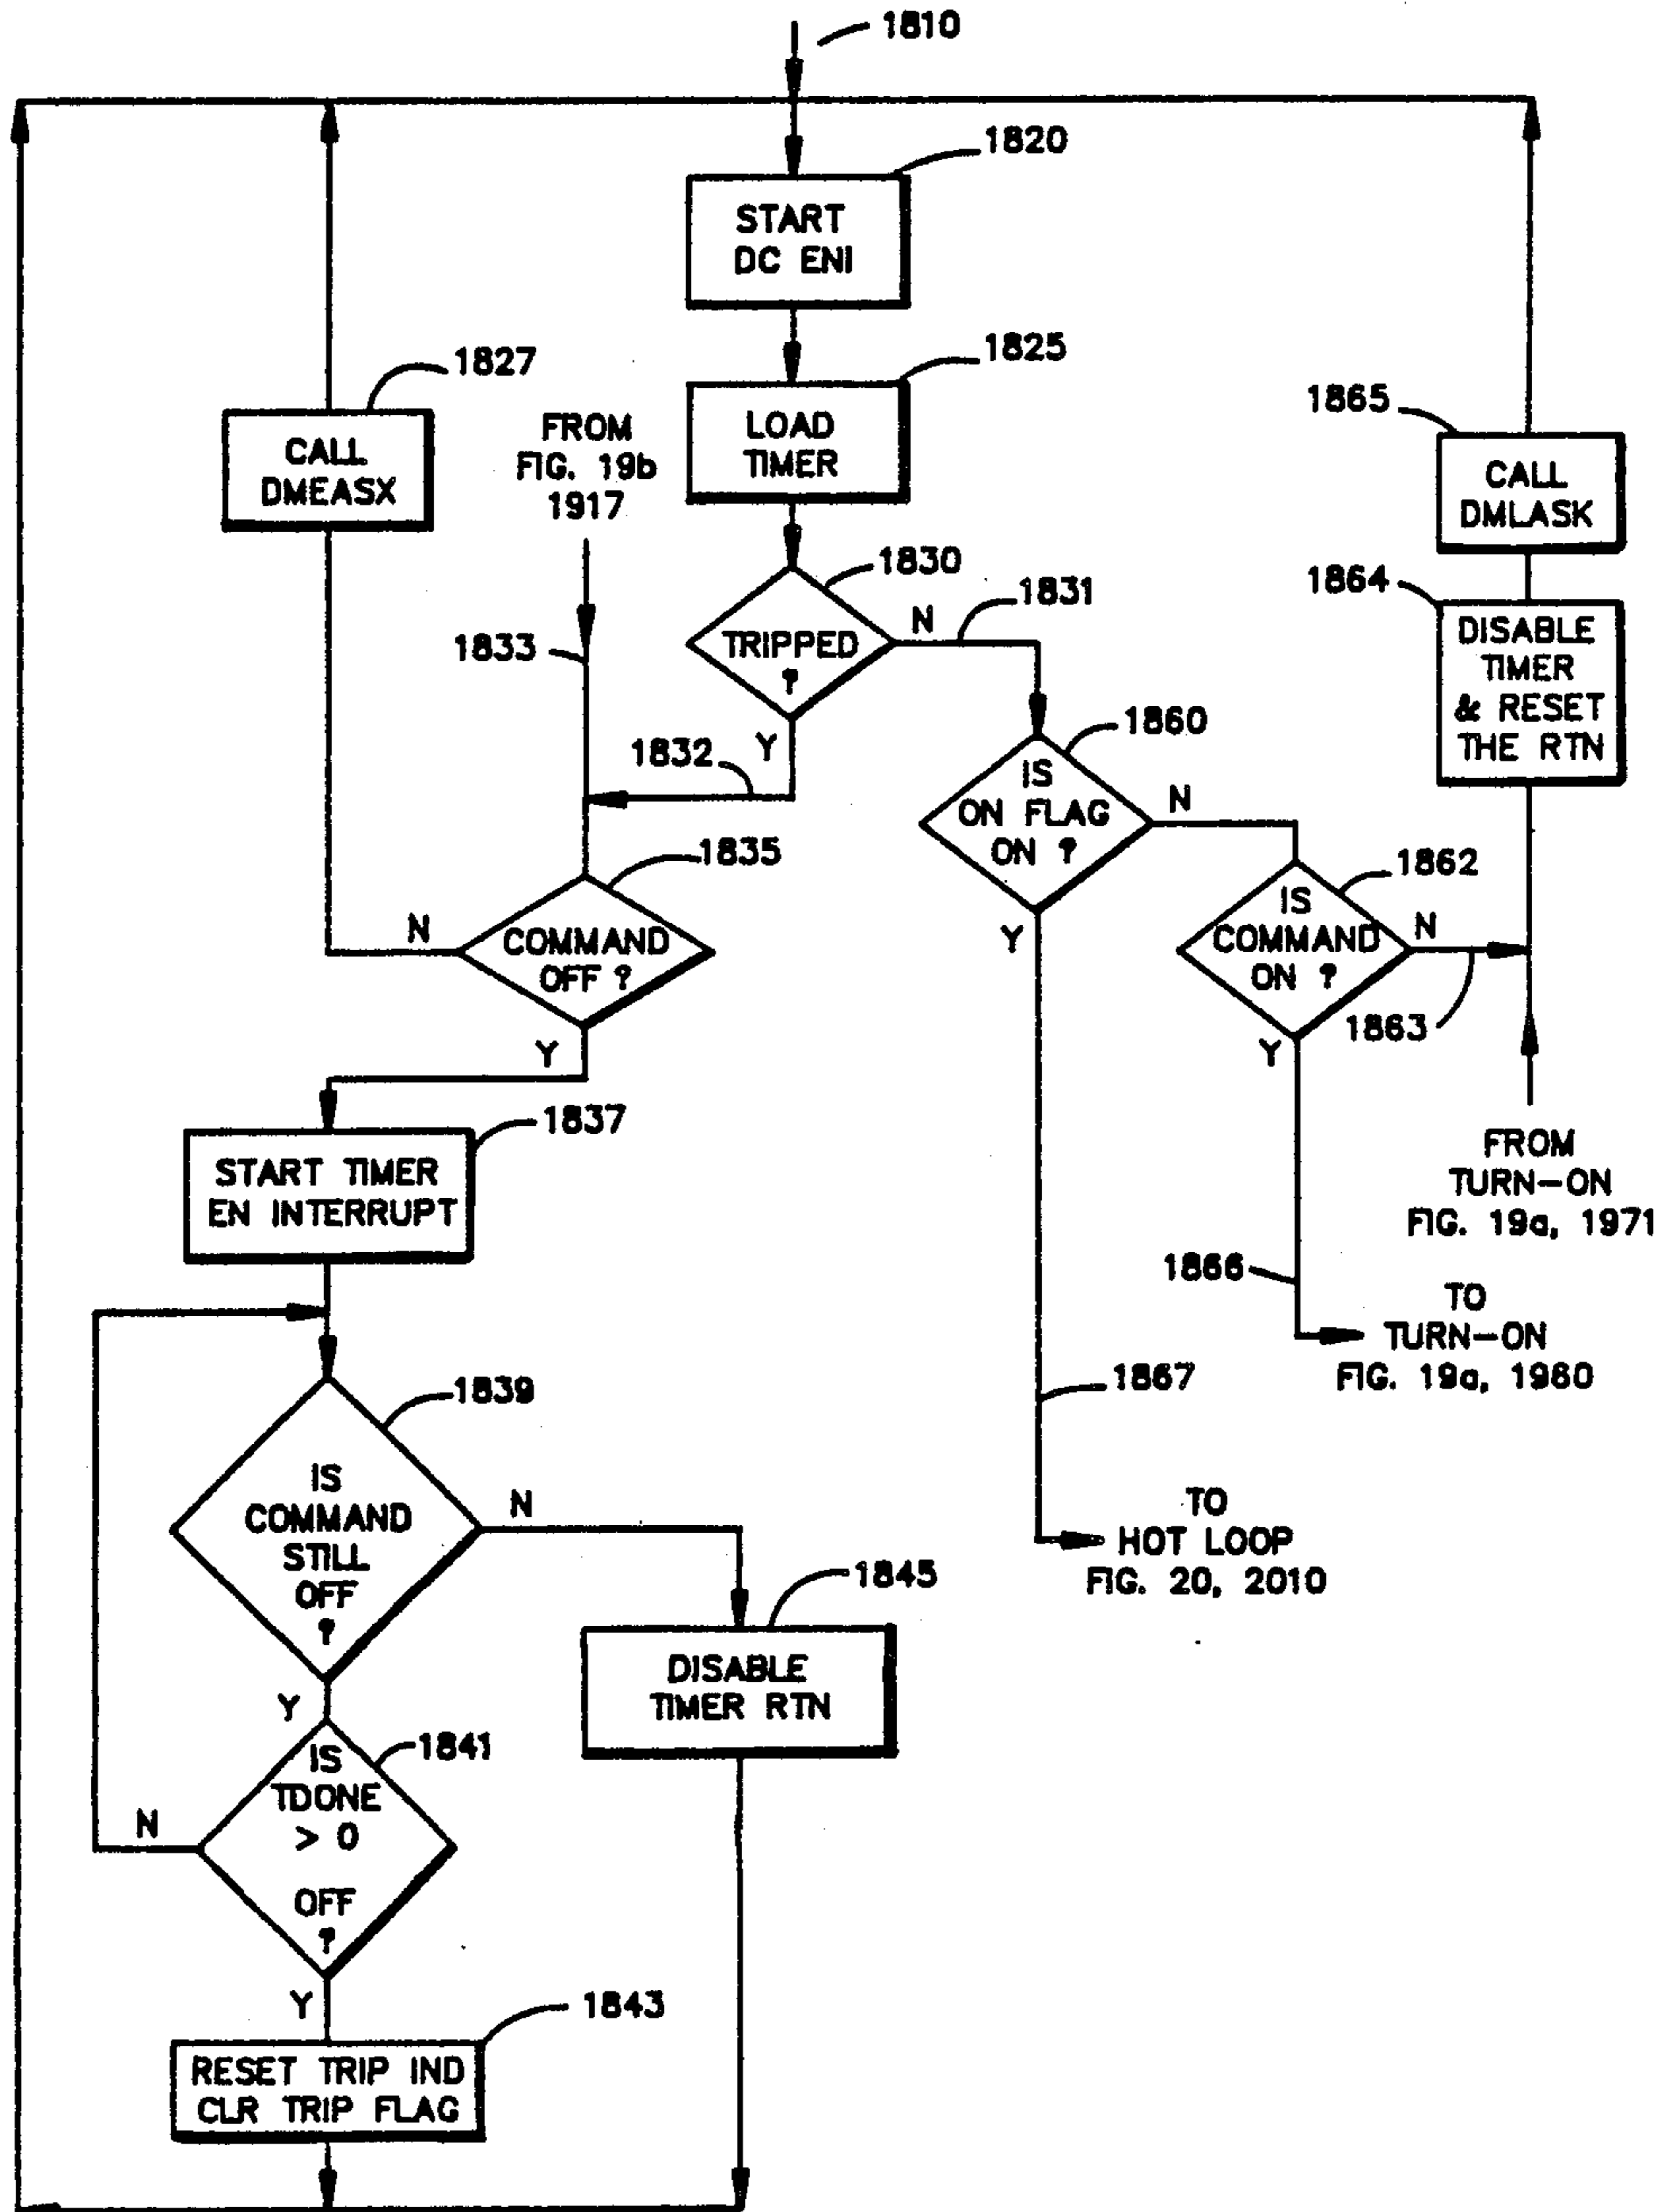 1810
1820
START
DC ENI
1825
LOAD
TIMER
1827
CALL
DMEASX
FROM
FIG. 19b
1917
1833
1830
TRIPPED
?
N
1831
Y
1832
1835
COMMAND
OFF ?
N
Y
1837
START TIMER
EN INTERRUPT
1839
IS
COMMAND
STILL
OFF
?
N
Y
1845
DISABLE
TIMER RTN
1841
IS
TDONE
> 0
OFF
?
N
Y
1843
RESET TRIP IND
CLR TRIP FLAG
1860
IS
ON FLAG
ON ?
N
Y
1862
IS
COMMAND
ON ?
N
1863
Y
1865
CALL
DMLASK
1864
DISABLE
TIMER
& RESET
THE RTN
FROM
TURN-ON
FIG. 19a, 1971
1866
TO
TURN-ON
FIG. 19a, 1960
1867
TO
HOT LOOP
FIG. 20, 2010